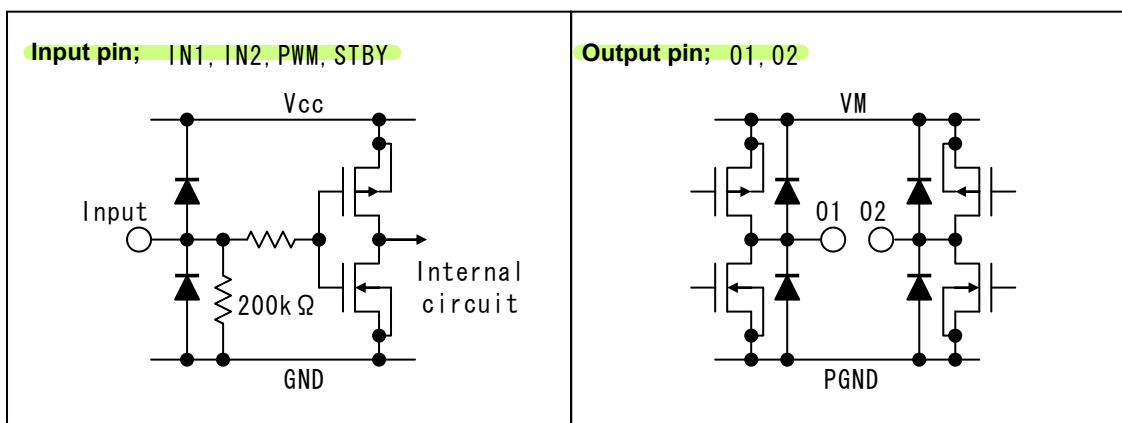 Input pin; IN1, IN2, PWM, STBY
Vcc
Input
Internal
circuit
200kΩ
GND
Output pin; O1, O2
VM
O1 O2
PGND